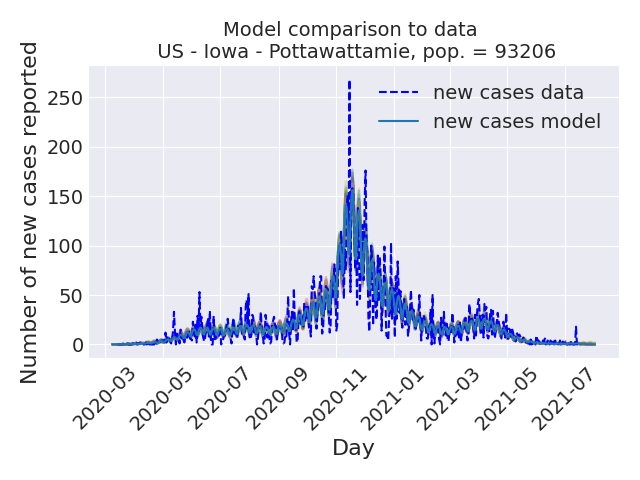 Model comparison to data
US - Iowa - Pottawattamie, pop. = 93206
Number of new cases reported
250
200
150
100
50
0
new cases data
new cases model
2020-03
2020-05
2020-07
2020-09
2020-11
2021-01
2021-03
2021-05
2021-07
Day